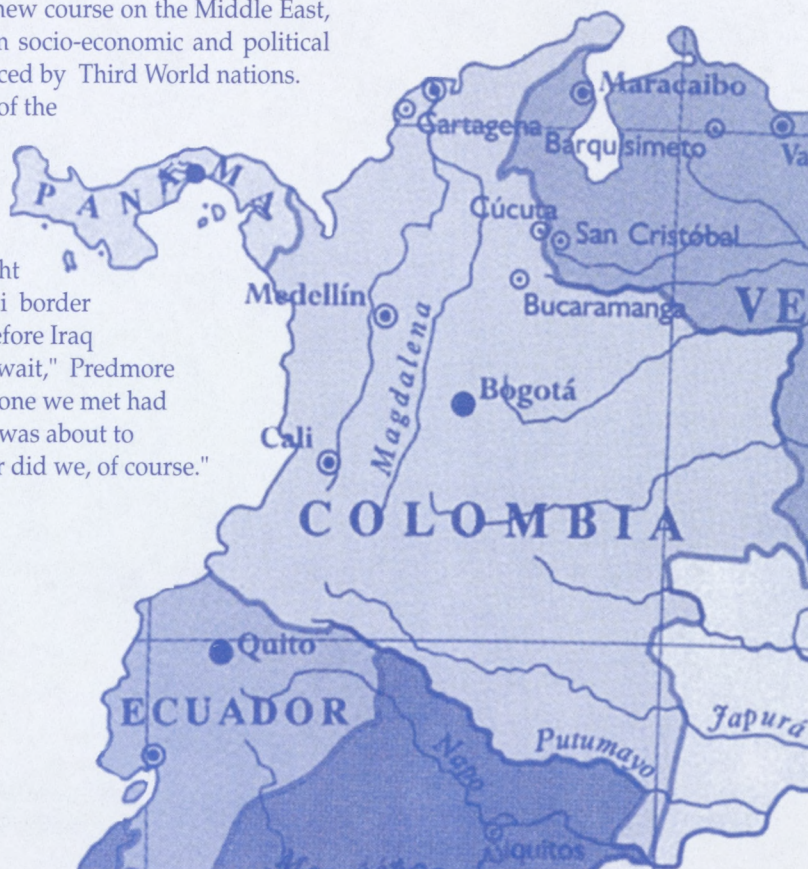 new course on the Middle East,
n socio-economic and political
ced by Third World nations.
of the
ht
i border
efore Iraq
wait," Predmore
one we met had
was about to
r did we, of course."
Maracaibo
Cartagena
Barquisimeto
Va
PANAMA
Cúcuta
San Cristóbal
Medellín
Bucaramanga
VE
Magdalena
Bogotá
Cali
COLOMBIA
Quito
ECUADOR
Japurá
Putumayo
Napo
Iquitos